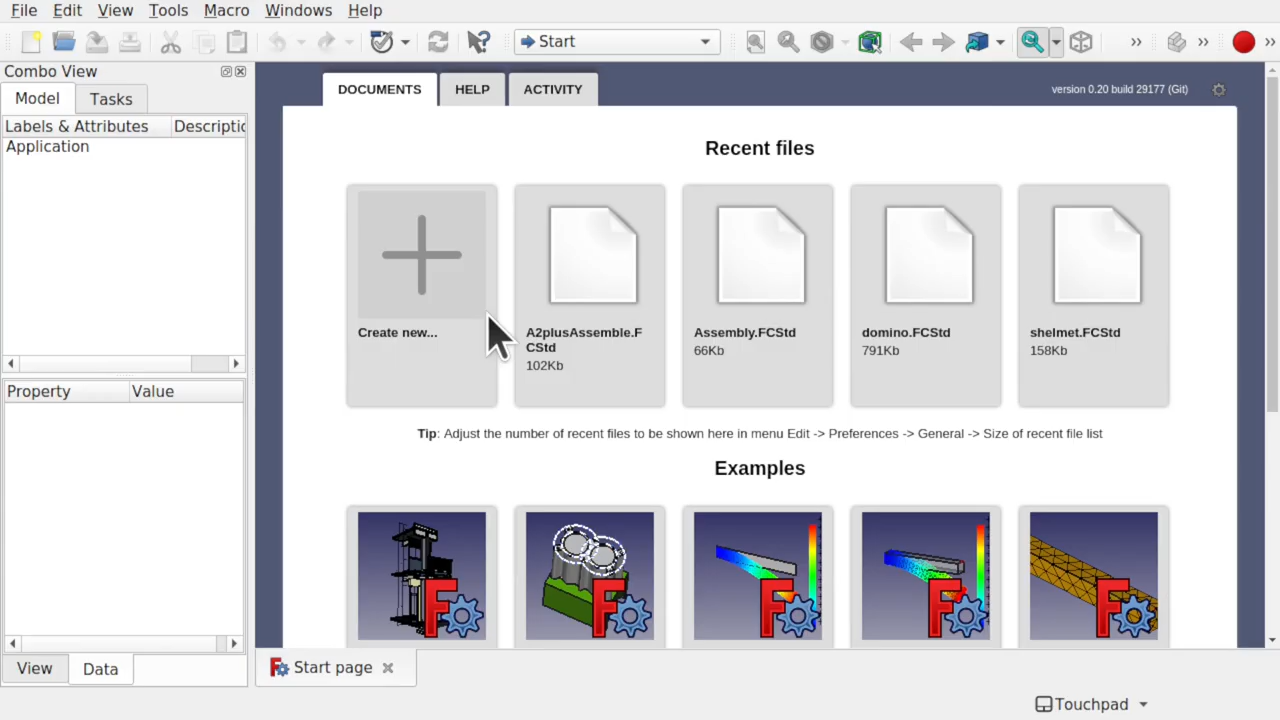 File Edit View Tools Macro Windows Help
Start
Combo View
Model Tasks
Labels & Attributes Descriptic
Application
Property Value
View Data
DOCUMENTS HELP ACTIVITY
version 0.20 build 29177 (Git)
Recent files
Create new...
A2plusAssemble.F
CStd
102Kb
Assembly.FCStd
66Kb
domino.FCStd
791Kb
shelmet.FCStd
158Kb
Tip: Adjust the number of recent files to be shown here in menu Edit -> Preferences -> General -> Size of recent file list
Examples
Start page
Touchpad